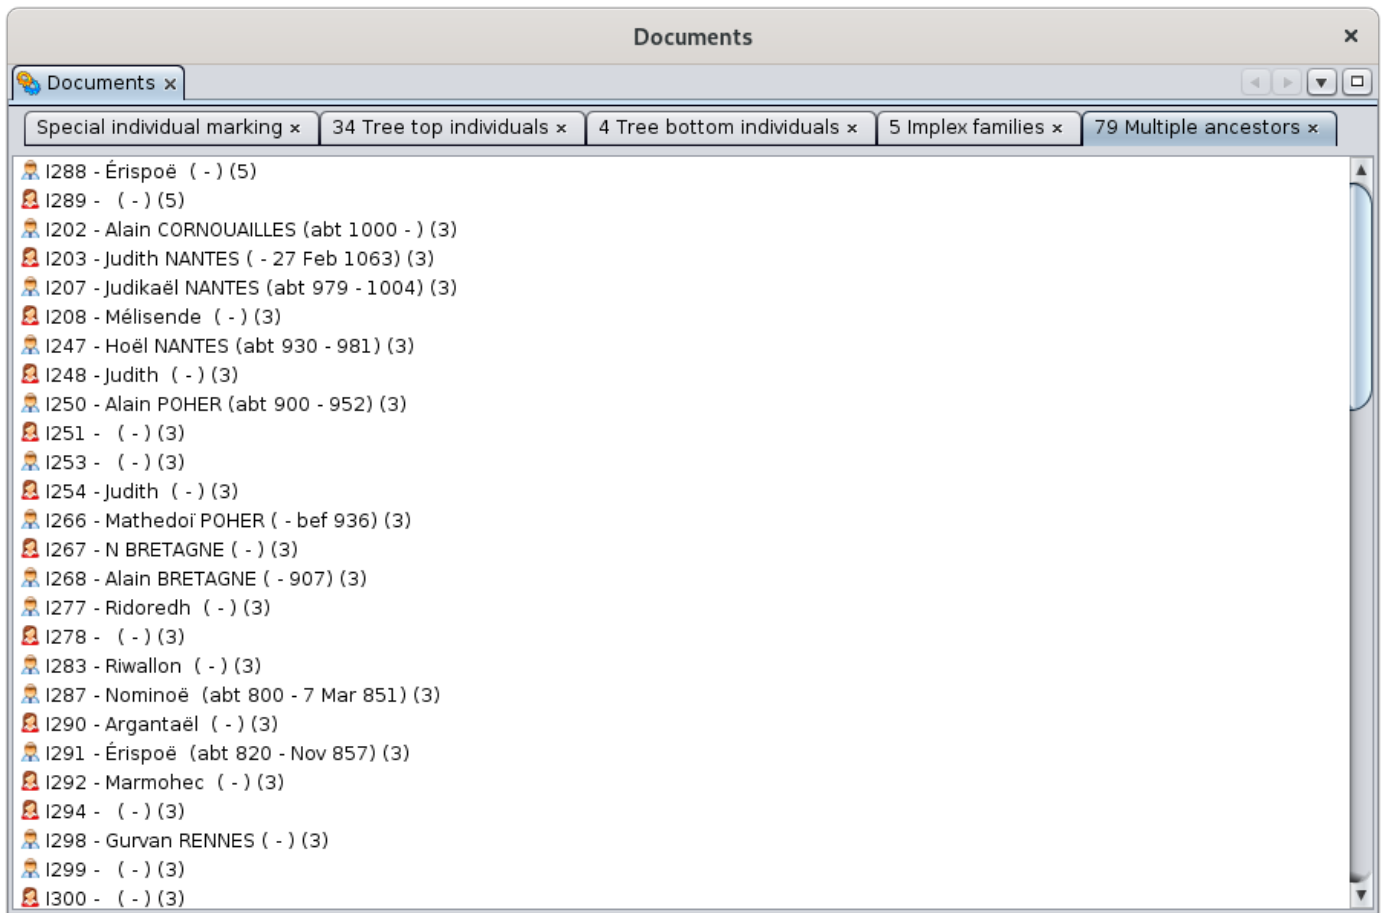 Documents
Documents
Special individual marking 34 Tree top individuals 4 Tree bottom individuals 5 Implex families 79 Multiple ancestors
I288 - Érispoë ( - ) (5)
I289 - ( - ) (5)
I202 - Alain CORNOUAILLES (abt 1000 - ) (3)
I203 - Judith NANTES ( - 27 Feb 1063) (3)
I207 - Judikaël NANTES (abt 979 - 1004) (3)
I208 - Mélisende ( - ) (3)
I247 - Hoël NANTES (abt 930 - 981) (3)
I248 - Judith ( - ) (3)
I250 - Alain POHER (abt 900 - 952) (3)
I251 - ( - ) (3)
I253 - ( - ) (3)
I254 - Judith ( - ) (3)
I266 - Mathedoï POHER ( - bef 936) (3)
I267 - N BRETAGNE ( - ) (3)
I268 - Alain BRETAGNE ( - 907) (3)
I277 - Ridoredh ( - ) (3)
I278 - ( - ) (3)
I283 - Riwallon ( - ) (3)
I287 - Nominoë (abt 800 - 7 Mar 851) (3)
I290 - Argantaël ( - ) (3)
I291 - Érispoë (abt 820 - Nov 857) (3)
I292 - Marmohec ( - ) (3)
I294 - ( - ) (3)
I298 - Gurvan RENNES ( - ) (3)
I299 - ( - ) (3)
I300 - ( - ) (3)